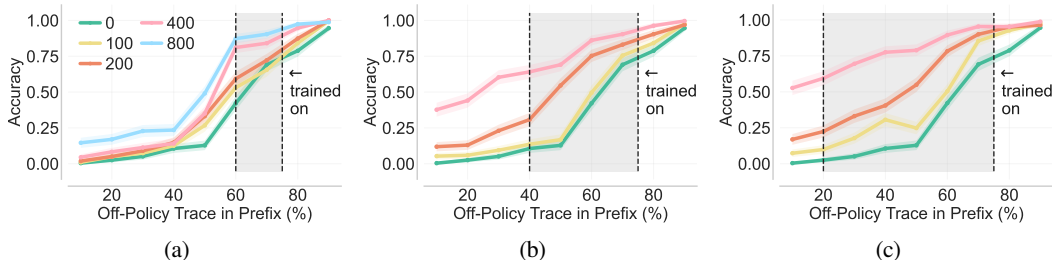 1.00
0.75
0.50
0.25
0.00
Accuracy
0
100
200
400
800
←
trained
on
20
40
60
80
Off-Policy Trace in Prefix (%)
(a)
1.00
0.75
0.50
0.25
0.00
Accuracy
←
trained
on
20
40
60
80
Off-Policy Trace in Prefix (%)
(b)
1.00
0.75
0.50
0.25
0.00
Accuracy
←
trained
on
20
40
60
80
Off-Policy Trace in Prefix (%)
(c)